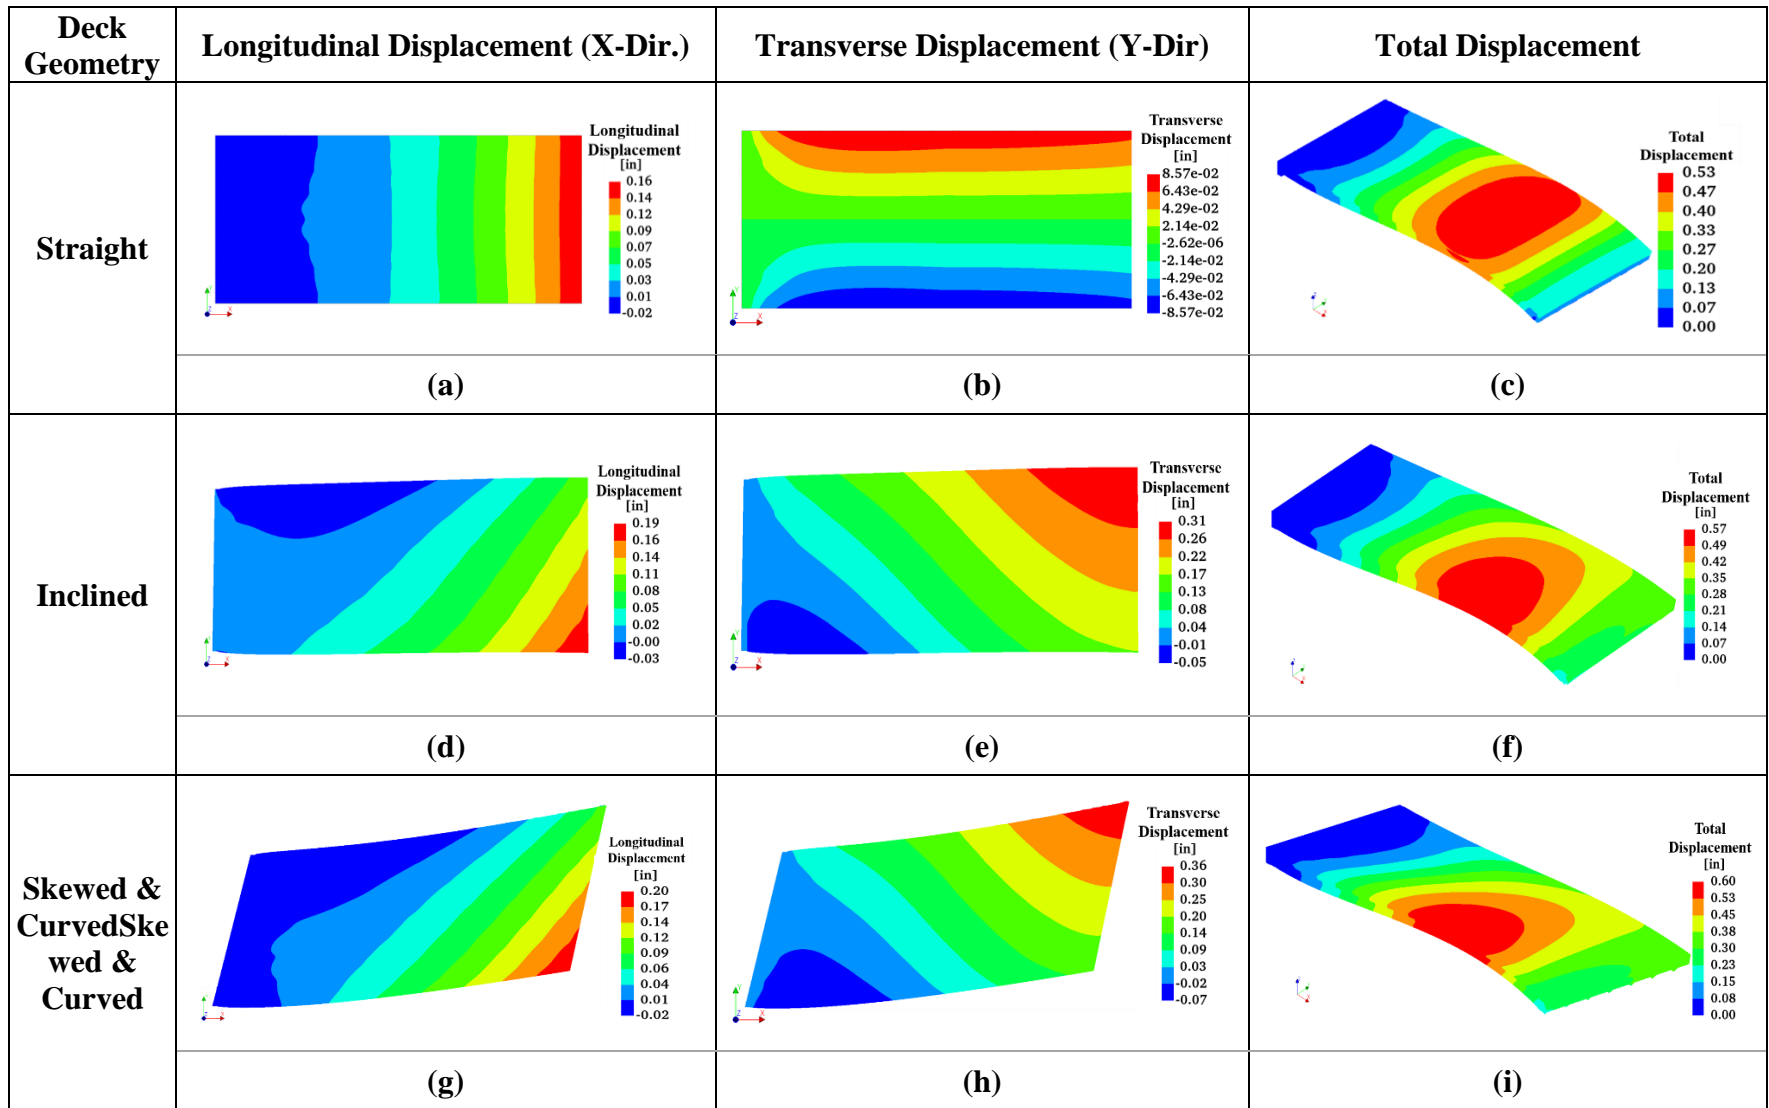 Deck
Geometry
Longitudinal Displacement (X-Dir.)
Transverse Displacement (Y-Dir)
Total Displacement
Straight
Longitudinal
Displacement
[in]
0.16
0.14
0.12
0.09
0.07
0.05
0.03
0.01
-0.02
Transverse
Displacement
[in]
8.57e-02
6.43e-02
4.29e-02
2.14e-02
-2.62e-06
-2.14e-02
-4.29e-02
-6.43e-02
-8.57e-02
Total
Displacement
[in]
0.53
0.47
0.40
0.33
0.27
0.20
0.13
0.07
0.00
(a)
(b)
(c)
Inclined
Longitudinal
Displacement
[in]
0.19
0.16
0.14
0.11
0.08
0.05
0.02
-0.00
-0.03
Transverse
Displacement
[in]
0.31
0.26
0.22
0.17
0.13
0.08
0.04
-0.01
-0.05
Total
Displacement
[in]
0.57
0.49
0.42
0.35
0.28
0.21
0.14
0.07
0.00
(d)
(e)
(f)
Skewed &
CurvedSke
wed &
Curved
Longitudinal
Displacement
[in]
0.20
0.17
0.14
0.12
0.09
0.06
0.04
0.01
-0.02
Transverse
Displacement
[in]
0.36
0.30
0.25
0.20
0.14
0.09
0.03
-0.02
-0.07
Total
Displacement
[in]
0.60
0.53
0.45
0.38
0.30
0.23
0.15
0.08
0.00
(g)
(h)
(i)